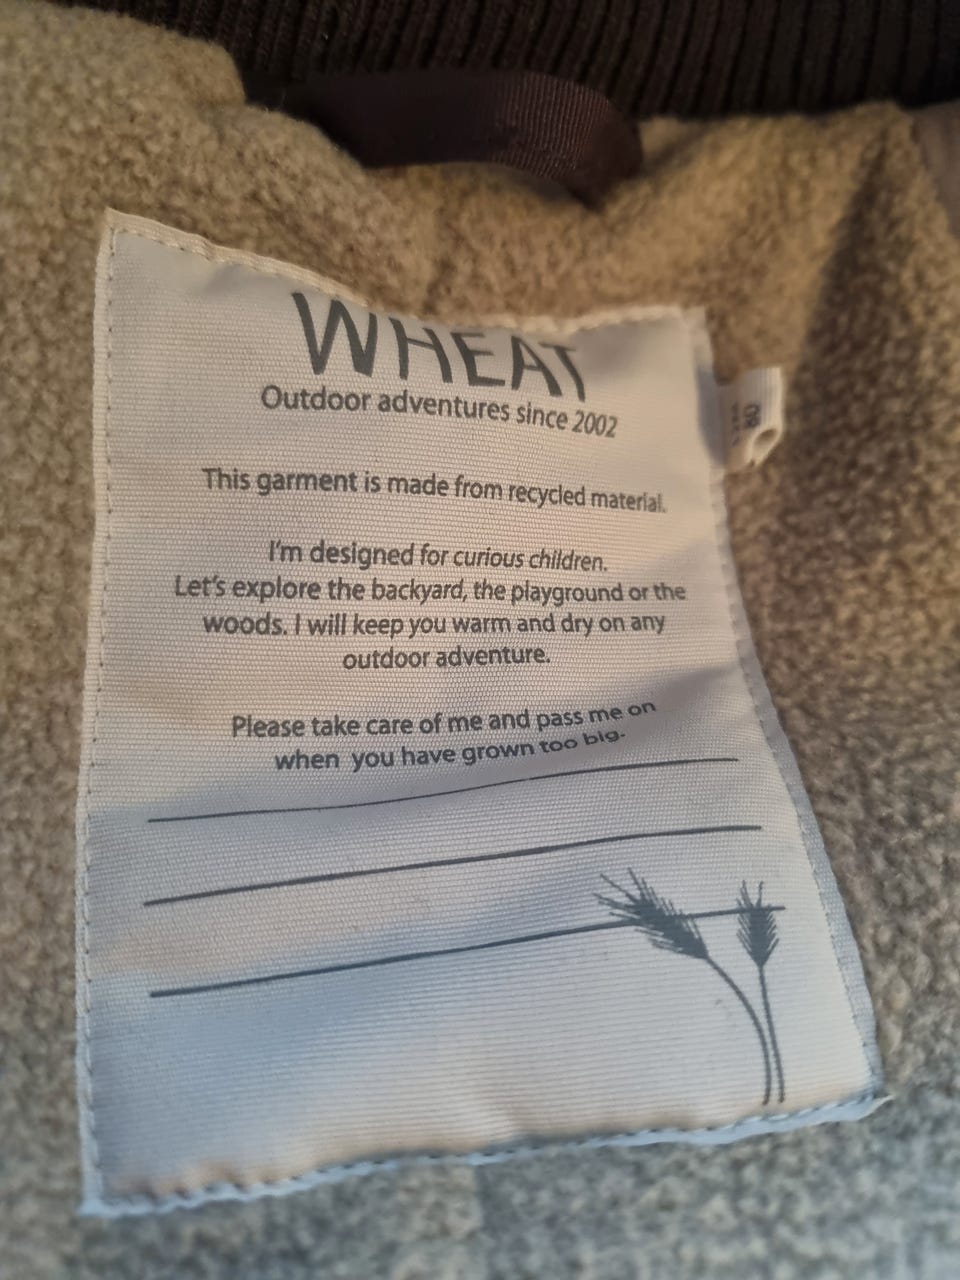 WHEAT
Outdoor adventures since 2002
This garment is made from recycled material.
I'm designed for curious children.
Let's explore the backyard, the playground or the
woods. I will keep you warm and dry on any
outdoor adventure.
Please take care of me and pass me on
when you have grown too big.